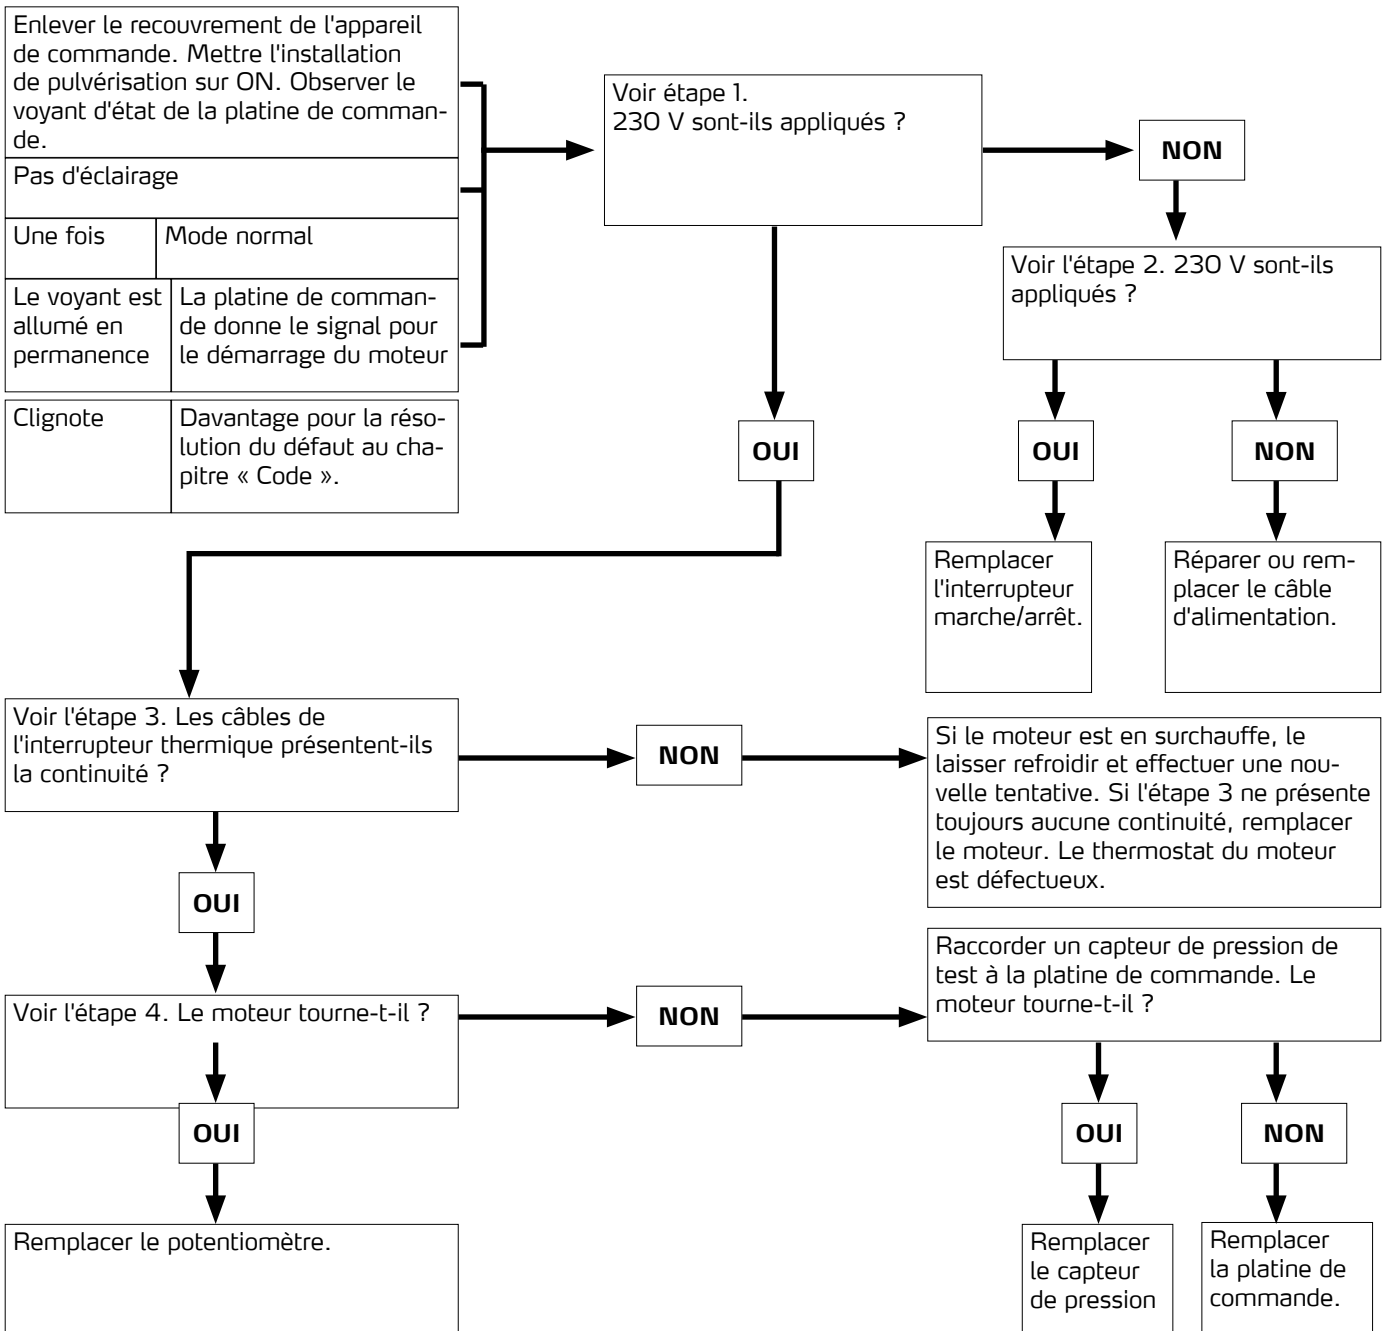 Enlever le recouvrement de l'appareil
de commande. Mettre l'installation
de pulvérisation sur ON. Observer le
voyant d'état de la platine de comman-
de.
Pas d'éclairage
Une fois
Mode normal
Le voyant est
allumé en
permanence
La platine de comman-
de donne le signal pour
le démarrage du moteur
Clignote
Davantage pour la réso-
lution du défaut au cha-
pitre « Code ».
Voir étape 1.
230 V sont-ils appliqués ?
NON
Voir l'étape 2. 230 V sont-ils
appliqués ?
OUI
OUI
NON
Remplacer
l'interrupteur
marche/arrêt.
Réparer ou rem-
placer le câble
d'alimentation.
Voir l'étape 3. Les câbles de
l'interrupteur thermique présentent-ils
la continuité ?
NON
Si le moteur est en surchauffe, le
laisser refroidir et effectuer une nou-
velle tentative. Si l'étape 3 ne présente
toujours aucune continuité, remplacer
le moteur. Le thermostat du moteur
est défectueux.
OUI
Voir l'étape 4. Le moteur tourne-t-il ?
NON
Raccorder un capteur de pression de
test à la platine de commande. Le
moteur tourne-t-il ?
OUI
OUI
NON
Remplacer le potentiomètre.
Remplacer
le capteur
de pression
Remplacer
la platine de
commande.